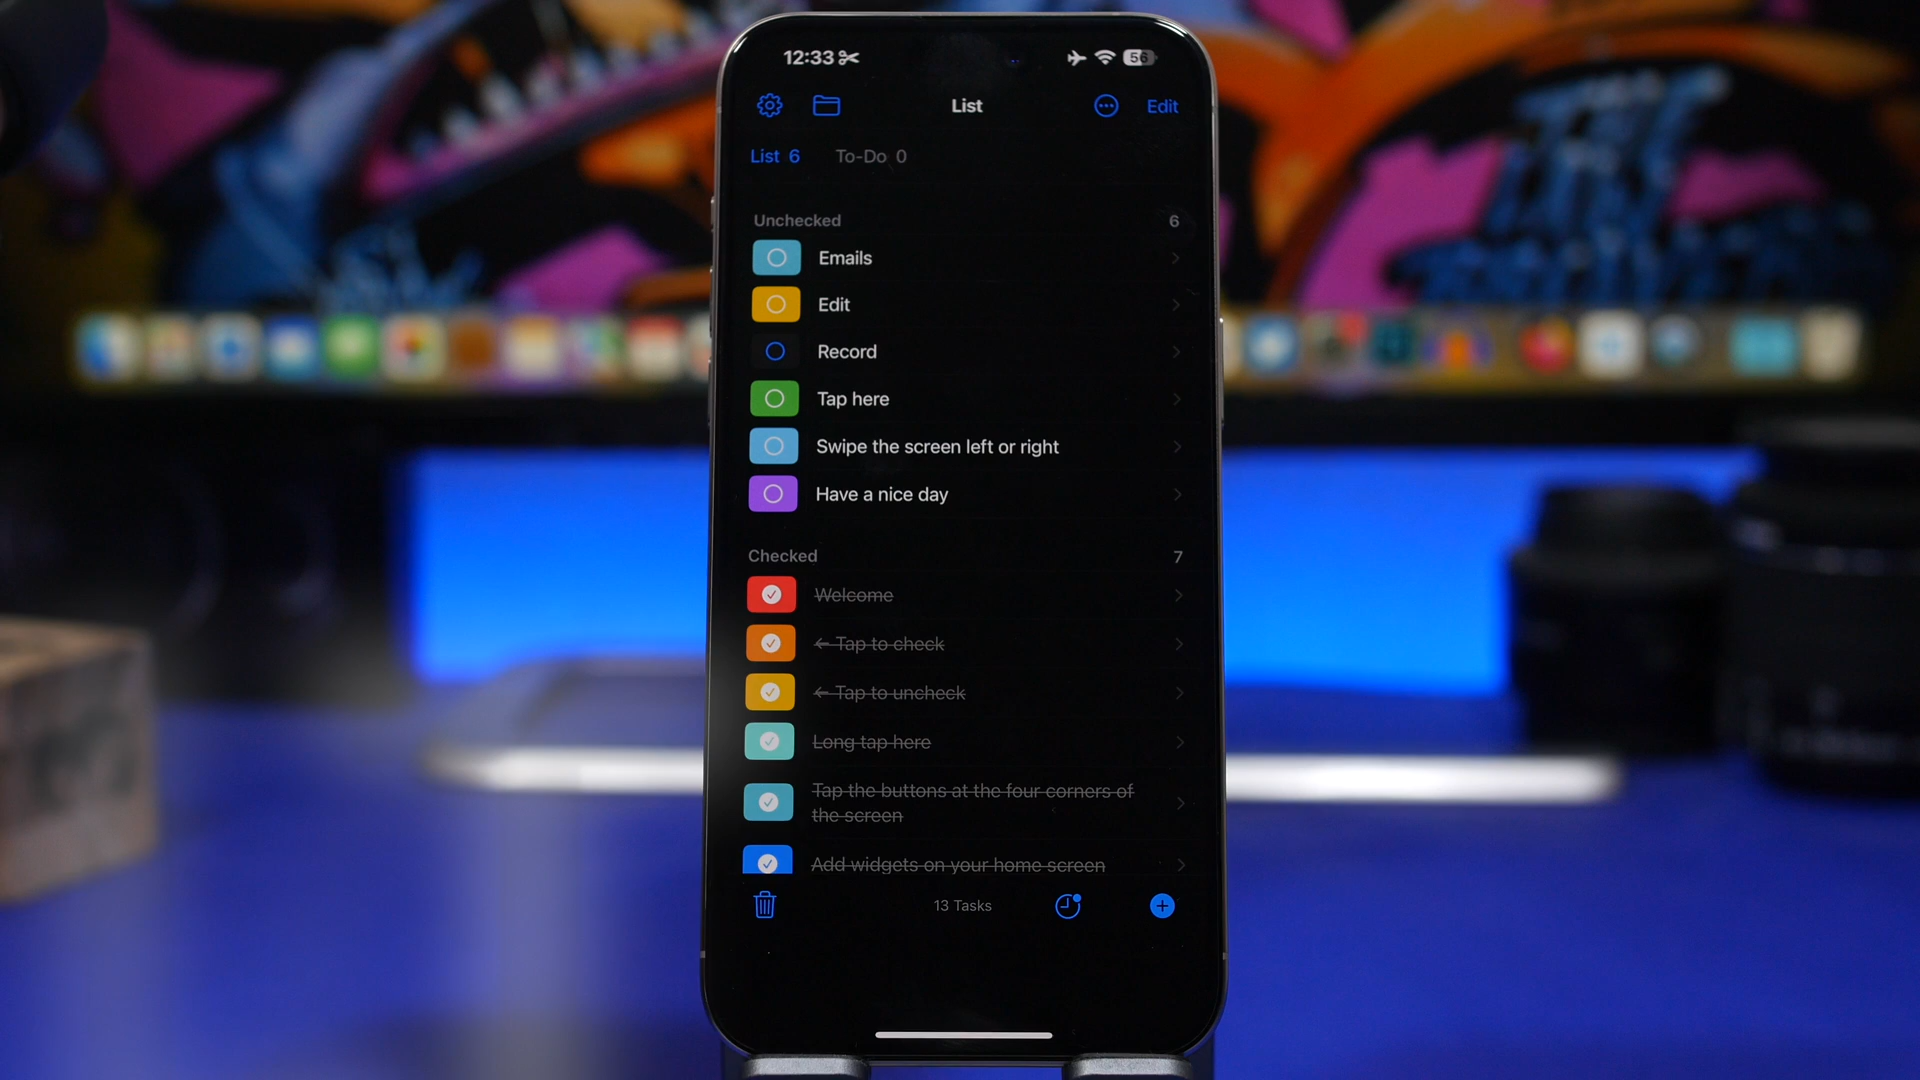 12:33
56
List
Edit
List 6
To-Do 0
Unchecked 6
Emails
Edit
Record
Tap here
Swipe the screen left or right
Have a nice day
Checked 7
Welcome
← Tap to check
← Tap to uncheck
Long tap here
Tap the buttons at the four corners of
the screen
Add widgets on your home screen
13 Tasks